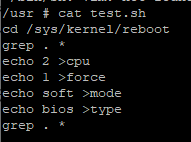 /usr # cat test.sh
cd /sys/kernel/reboot
grep . *
echo 2 >cpu
echo 1 >force
echo soft >mode
echo bios >type
grep . *